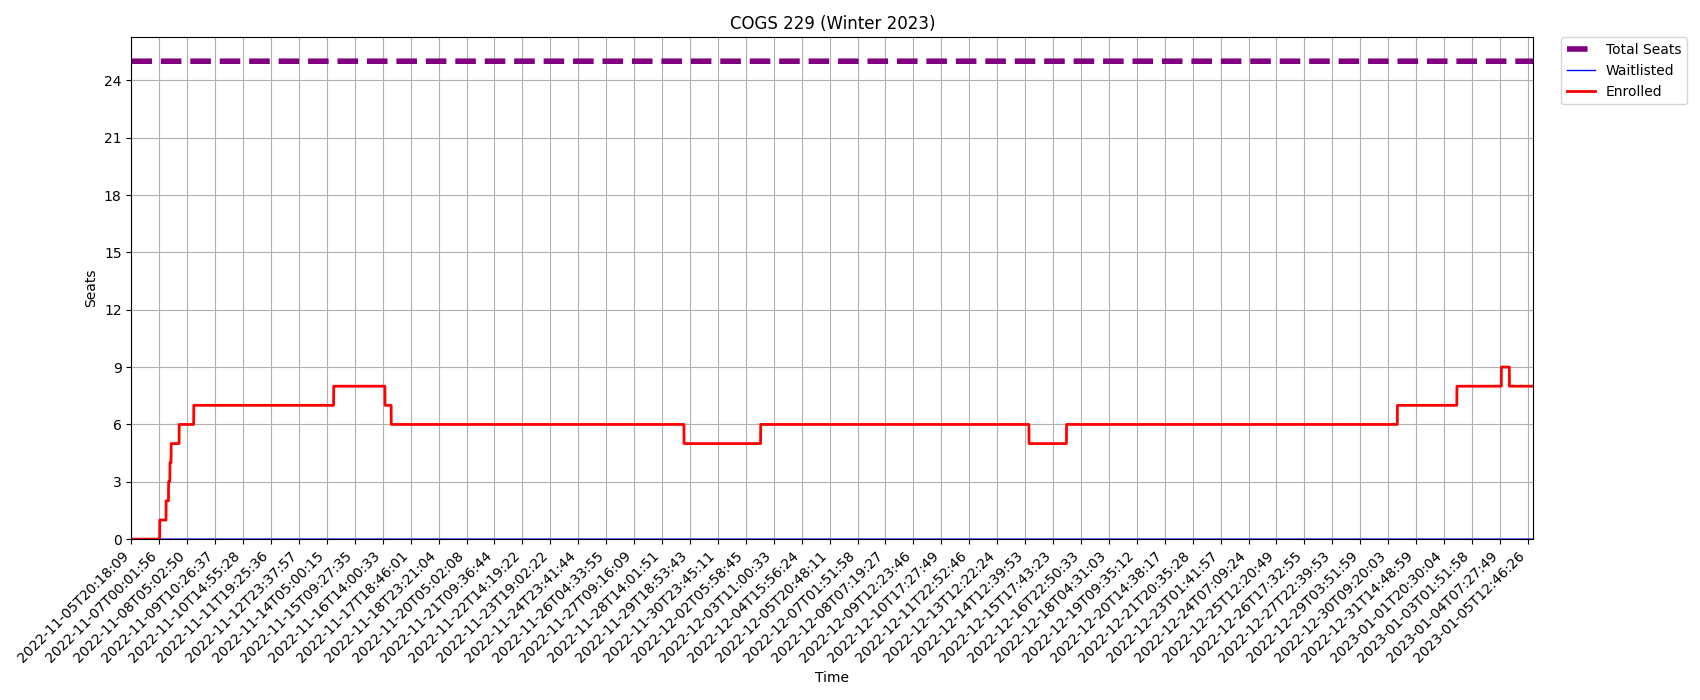 COGS 229 (Winter 2023)
Total Seats
Waitlisted
Enrolled
24
21
18
15
12
9
6
3
0
Seats
2022-11-05T20:18:09
2022-11-07T00:01:56
2022-11-08T05:02:50
2022-11-09T10:26:37
2022-11-10T14:55:28
2022-11-11T19:25:36
2022-11-12T23:37:57
2022-11-14T05:00:15
2022-11-15T09:27:35
2022-11-16T14:00:33
2022-11-17T18:46:01
2022-11-18T23:21:04
2022-11-20T05:02:08
2022-11-21T09:36:44
2022-11-22T14:19:22
2022-11-23T19:02:22
2022-11-24T23:41:44
2022-11-26T04:33:55
2022-11-27T09:16:09
2022-11-28T14:01:51
2022-11-29T18:53:43
2022-11-30T23:45:11
2022-12-02T05:58:45
2022-12-03T11:00:33
2022-12-04T15:56:24
2022-12-05T20:48:11
2022-12-07T01:51:58
2022-12-08T07:19:27
2022-12-09T12:23:46
2022-12-10T17:27:49
2022-12-11T22:52:46
2022-12-13T12:22:24
2022-12-14T12:39:53
2022-12-15T17:43:23
2022-12-16T22:50:33
2022-12-18T04:31:03
2022-12-19T09:35:12
2022-12-20T14:38:17
2022-12-21T20:35:28
2022-12-23T01:41:57
2022-12-24T07:09:24
2022-12-25T12:20:49
2022-12-26T17:32:55
2022-12-27T22:39:53
2022-12-29T03:51:59
2022-12-30T09:20:03
2022-12-31T14:48:59
2023-01-01T20:30:04
2023-01-03T01:51:58
2023-01-04T07:27:49
2023-01-05T12:46:26
Time